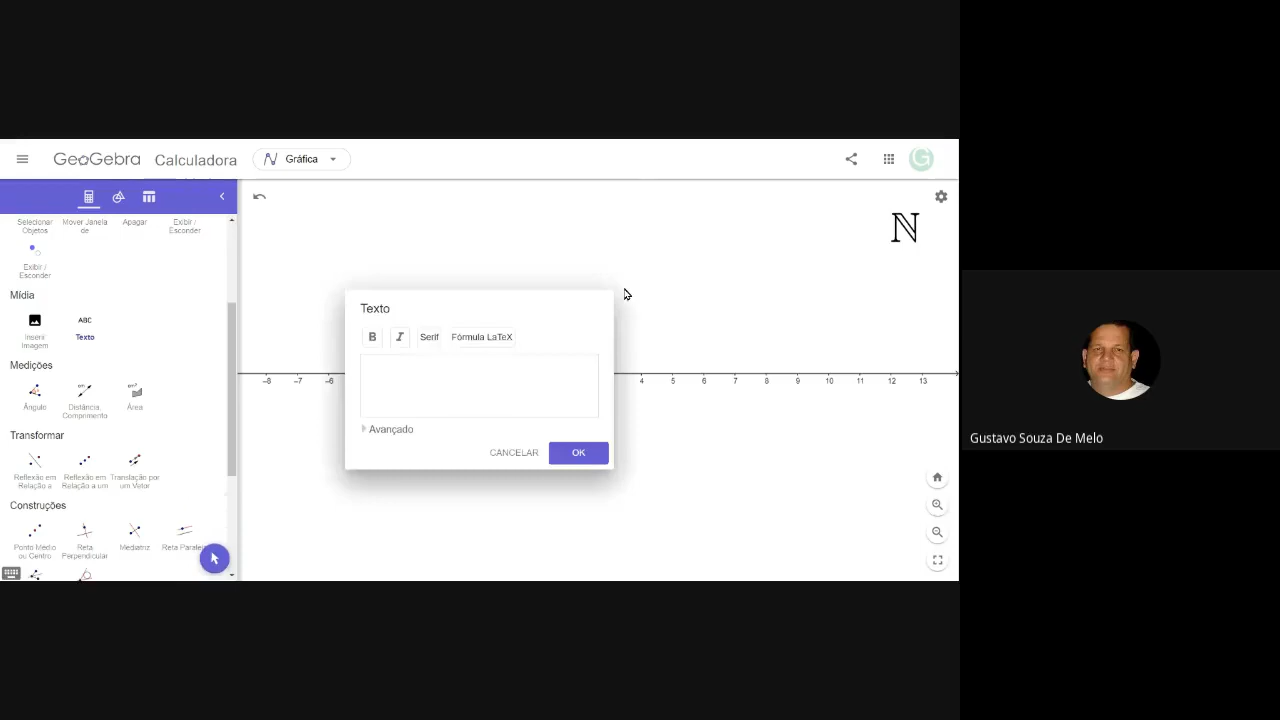 GeoGebra Calculadora Gráfica
Selecionar Objetos
Mover Janela de
Apagar
Exibir / Esconder
Exibir / Esconder
Mídia
ABC
Inserir Imagem
Texto
Medições
cm
cm²
Ângulo
Distância, Comprimento
Área
Transformar
Reflexão em Relação a
Reflexão em Relação a um
Translação por um Vetor
Construções
Ponto Médio ou Centro
Reta Perpendicular
Mediatriz
Reta Paralela
ℕ
Texto
B I Serif Fórmula LaTeX
Avançado
CANCELAR OK
–8 –7 –6 4 5 6 7 8 9 10 11 12 13
G
Gustavo Souza De Melo